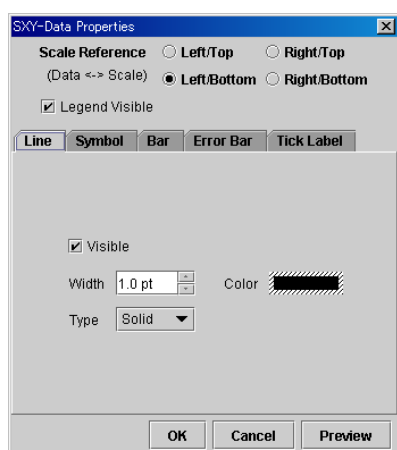 SXY-Data Properties
Scale Reference Left/Top Right/Top
(Data <-> Scale) Left/Bottom Right/Bottom
Legend Visible
Line Symbol Bar Error Bar Tick Label
Visible
Width 1.0 pt Color
Type Solid
OK Cancel Preview